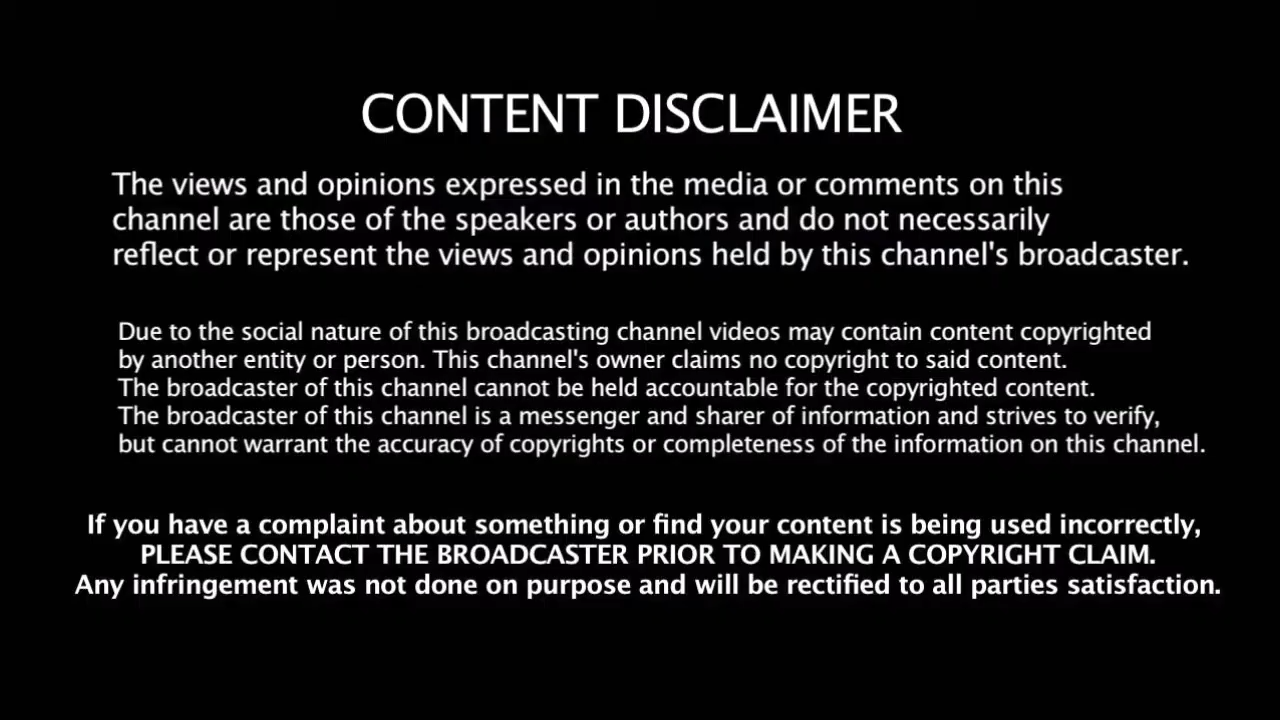 CONTENT DISCLAIMER
The views and opinions expressed in the media or comments on this
channel are those of the speakers or authors and do not necessarily
reflect or represent the views and opinions held by this channel's broadcaster.
Due to the social nature of this broadcasting channel videos may contain content copyrighted
by another entity or person. This channel's owner claims no copyright to said content.
The broadcaster of this channel cannot be held accountable for the copyrighted content.
The broadcaster of this channel is a messenger and sharer of information and strives to verify,
but cannot warrant the accuracy of copyrights or completeness of the information on this channel.
If you have a complaint about something or find your content is being used incorrectly,
PLEASE CONTACT THE BROADCASTER PRIOR TO MAKING A COPYRIGHT CLAIM.
Any infringement was not done on purpose and will be rectified to all parties satisfaction.